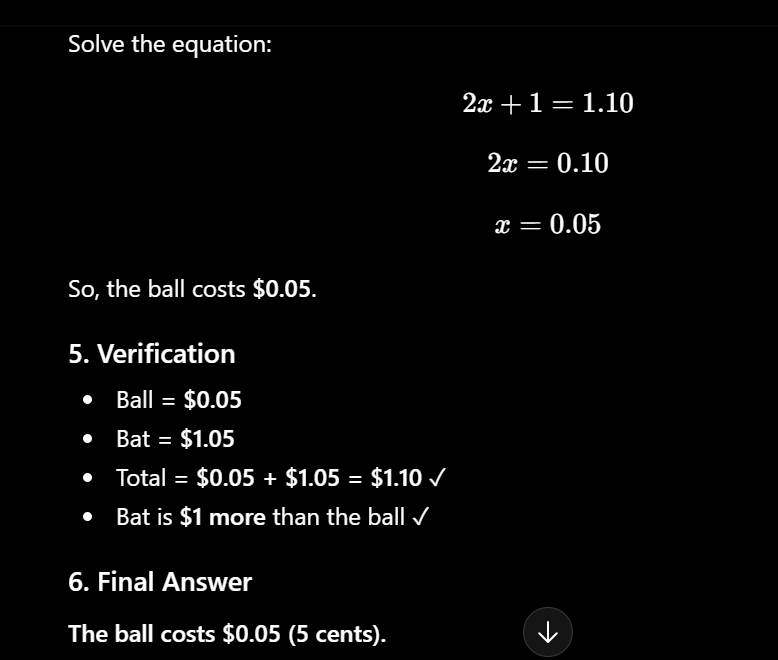 Solve the equation:
2x + 1 = 1.10
2x = 0.10
x = 0.05
So, the ball costs $0.05.
5. Verification
• Ball = $0.05
• Bat = $1.05
• Total = $0.05 + $1.05 = $1.10 ✓
• Bat is $1 more than the ball ✓
6. Final Answer
The ball costs $0.05 (5 cents).